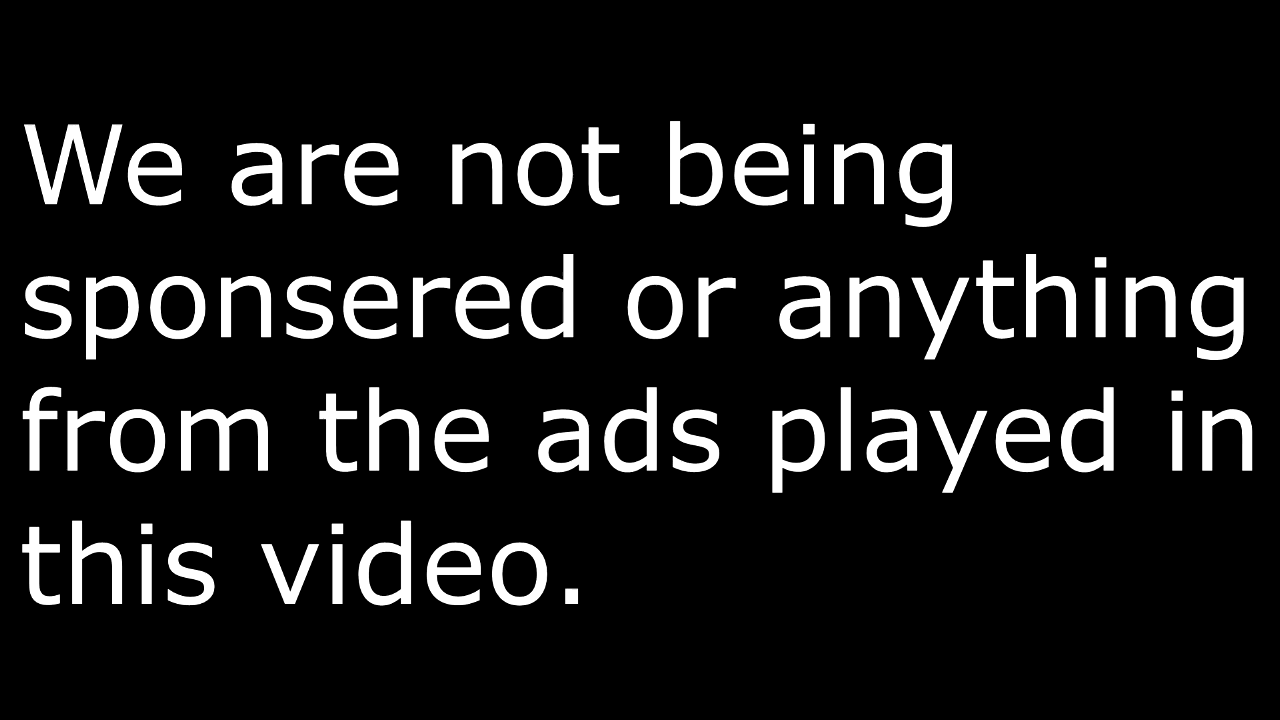 We are not being
sponsered or anything
from the ads played in
this video.